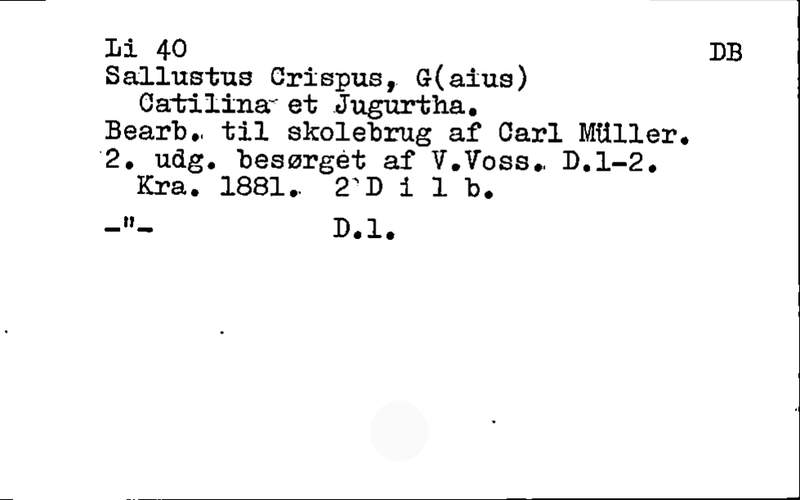 Li 40 DB
Sallustus Crispus, G(aius)
Catilina et Jugurtha.
Bearb. til skolebrug af Carl Müller.
2. udg. besørget af V.Voss. D.1-2.
Kra. 1881. 2 D i 1 b.
-"- D.1.